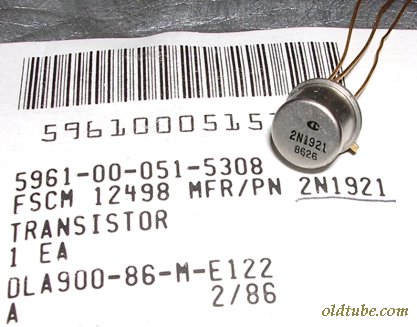 5961000515
5961-00-051-5308
FSCM 12498 MFR/PN 2N1921
TRANSISTOR
1 EA
DLA900-86-M-E122
A 2/86
2N1921
8626
oldtube.com